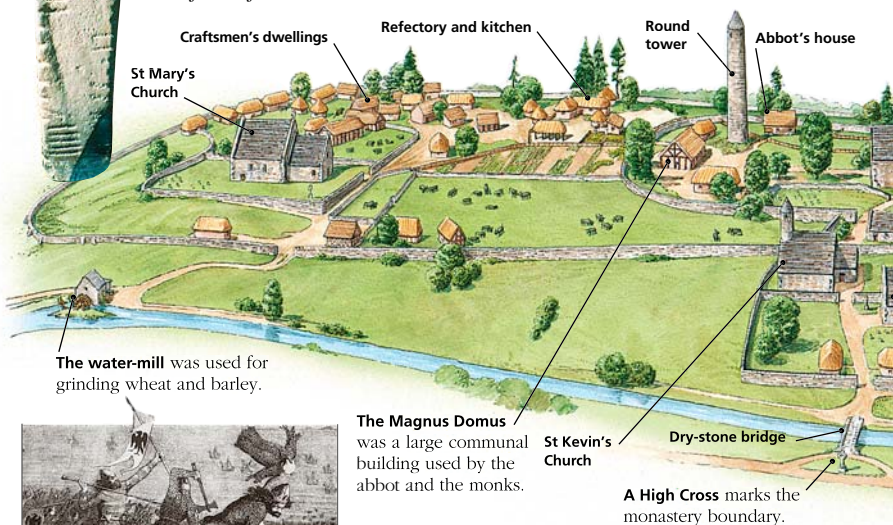 Craftsmen's dwellings
Refectory and kitchen
Round
tower
Abbot's house
St Mary's
Church
The water-mill was used for
grinding wheat and barley.
The Magnus Domus
was a large communal
building used by the
abbot and the monks.
St Kevin's
Church
Dry-stone bridge
A High Cross marks the
monastery boundary.